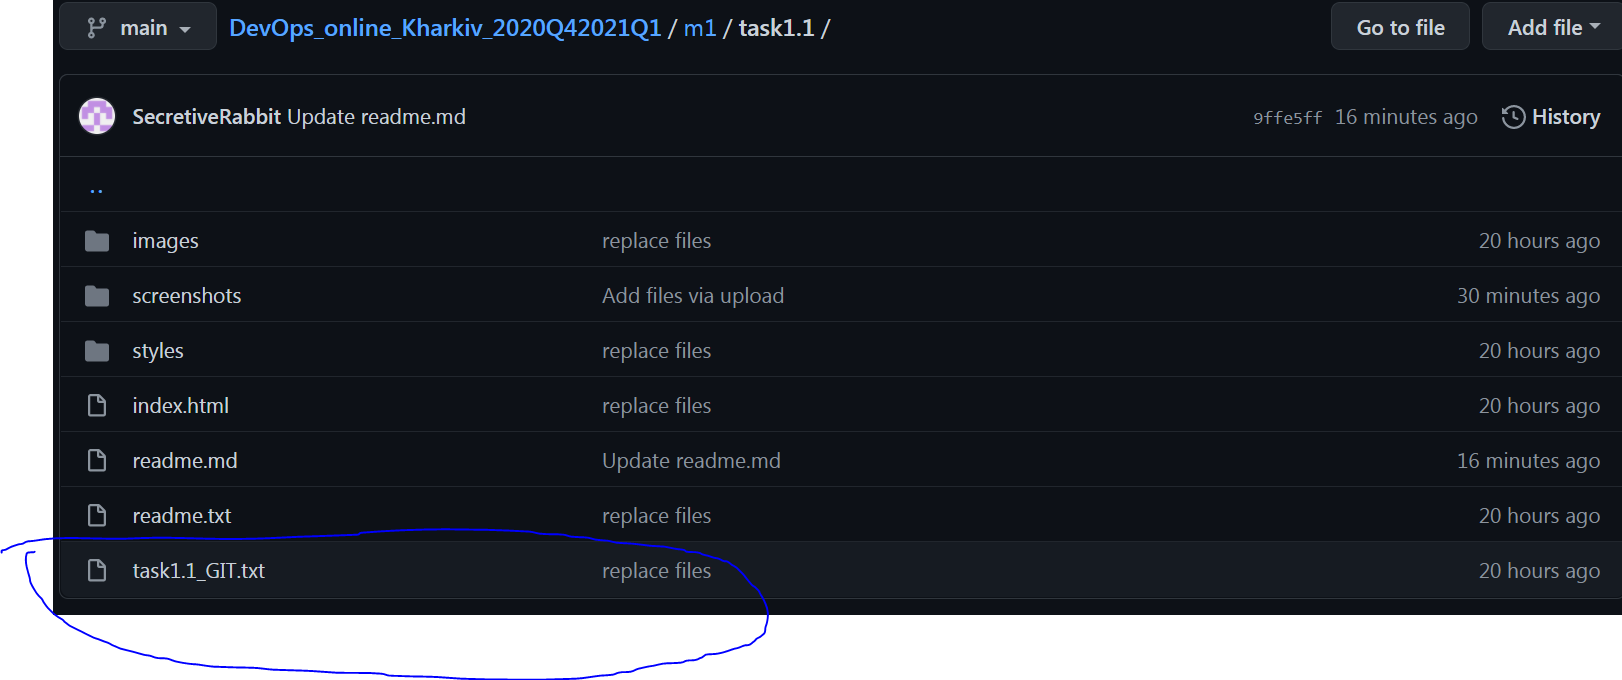 main DevOps_online_Kharkiv_2020Q42021Q1 / m1 / task1.1 / Go to file Add file
SecretiveRabbit Update readme.md 9ffe5ff 16 minutes ago History
..
images replace files 20 hours ago
screenshots Add files via upload 30 minutes ago
styles replace files 20 hours ago
index.html replace files 20 hours ago
readme.md Update readme.md 16 minutes ago
readme.txt replace files 20 hours ago
task1.1_GIT.txt replace files 20 hours ago